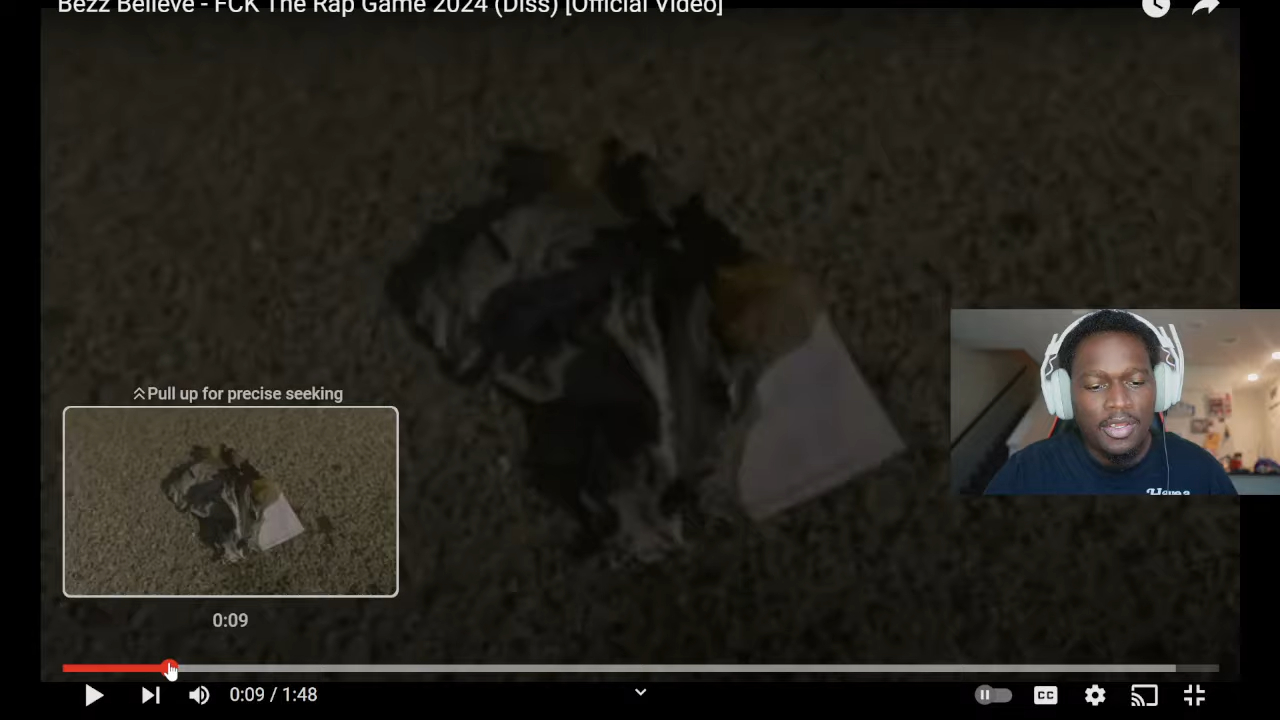 Bezz Believe - FCK The Rap Game 2024 (Diss) [Official Video]
Pull up for precise seeking
0:09
0:09 / 1:48
CC